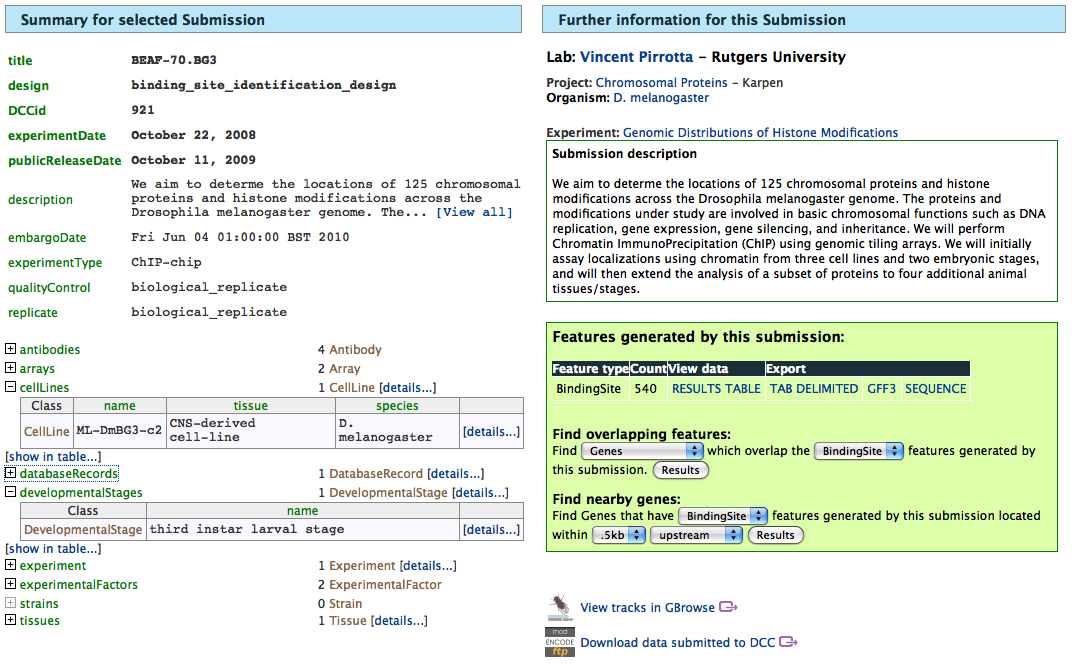 Summary for selected Submission
title BEAF-70.BG3
design binding_site_identification_design
DCCid 921
experimentDate October 22, 2008
publicReleaseDate October 11, 2009
description We aim to determe the locations of 125 chromosomal
proteins and histone modifications across the
Drosophila melanogaster genome. The... [View all]
embargoDate Fri Jun 04 01:00:00 BST 2010
experimentType ChIP-chip
qualityControl biological_replicate
replicate biological_replicate
antibodies 4 Antibody
arrays 2 Array
cellLines 1 CellLine [details...]
Class name tissue species
CellLine ML-DmBG3-c2 CNS-derived cell-line D. melanogaster [details...]
[show in table...]
databaseRecords 1 DatabaseRecord [details...]
developmentalStages 1 DevelopmentalStage [details...]
Class name
DevelopmentalStage third instar larval stage [details...]
[show in table...]
experiment 1 Experiment [details...]
experimentalFactors 2 ExperimentalFactor
strains 0 Strain
tissues 1 Tissue [details...]
Further information for this Submission
Lab: Vincent Pirrotta – Rutgers University
Project: Chromosomal Proteins – Karpen
Organism: D. melanogaster
Experiment: Genomic Distributions of Histone Modifications
Submission description
We aim to determe the locations of 125 chromosomal proteins and histone
modifications across the Drosophila melanogaster genome. The proteins and
modifications under study are involved in basic chromosomal functions such as DNA
replication, gene expression, gene silencing, and inheritance. We will perform
Chromatin ImmunoPrecipitation (ChIP) using genomic tiling arrays. We will initially
assay localizations using chromatin from three cell lines and two embryonic stages,
and will then extend the analysis of a subset of proteins to four additional animal
tissues/stages.
Features generated by this submission:
Feature type Count View data Export
BindingSite 540 RESULTS TABLE TAB DELIMITED GFF3 SEQUENCE
Find overlapping features:
Find Genes which overlap the BindingSite features generated by
this submission. Results
Find nearby genes:
Find Genes that have BindingSite features generated by this submission located
within .5kb upstream Results
View tracks in GBrowse
mod
ENCODE
ftp
Download data submitted to DCC